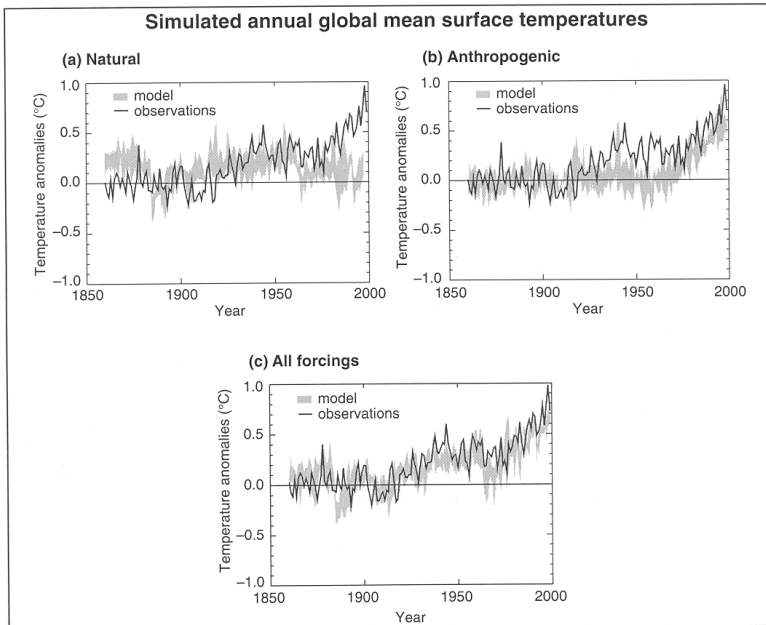 Simulated annual global mean surface temperatures
(a) Natural
Temperature anomalies (°C)
1.0
0.5
0.0
−0.5
−1.0
model
observations
1850
1900
1950
2000
Year
(b) Anthropogenic
Temperature anomalies (°C)
1.0
0.5
0.0
−0.5
−1.0
model
observations
1850
1900
1950
2000
Year
(c) All forcings
Temperature anomalies (°C)
1.0
0.5
0.0
−0.5
−1.0
model
observations
1850
1900
1950
2000
Year